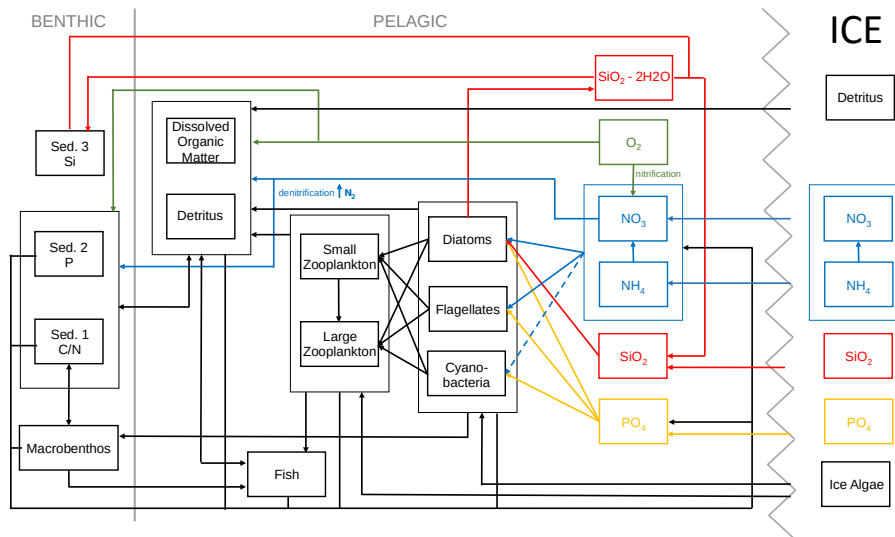 BENTHIC
PELAGIC
ICE
SiO2 - 2H2O
Detritus
Dissolved
Organic
Matter
O2
Sed. 3
Si
nitrification
denitrification N2
Detritus
NO3
NO3
Sed. 2
P
Small
Zooplankton
Diatoms
NH4
NH4
Flagellates
Sed. 1
C/N
Large
Zooplankton
Cyano-
bacteria
SiO2
SiO2
PO4
PO4
Macrobenthos
Fish
Ice Algae